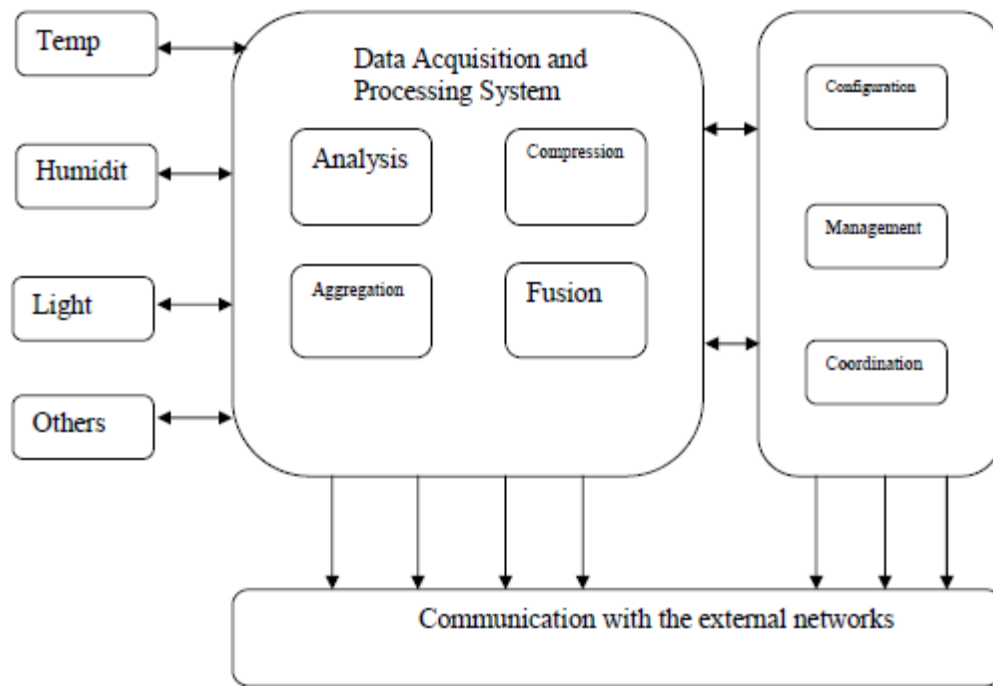 Temp
Humidit
Light
Others
Data Acquisition and
Processing System
Analysis
Compression
Aggregation
Fusion
Configuration
Management
Coordination
Communication with the external networks